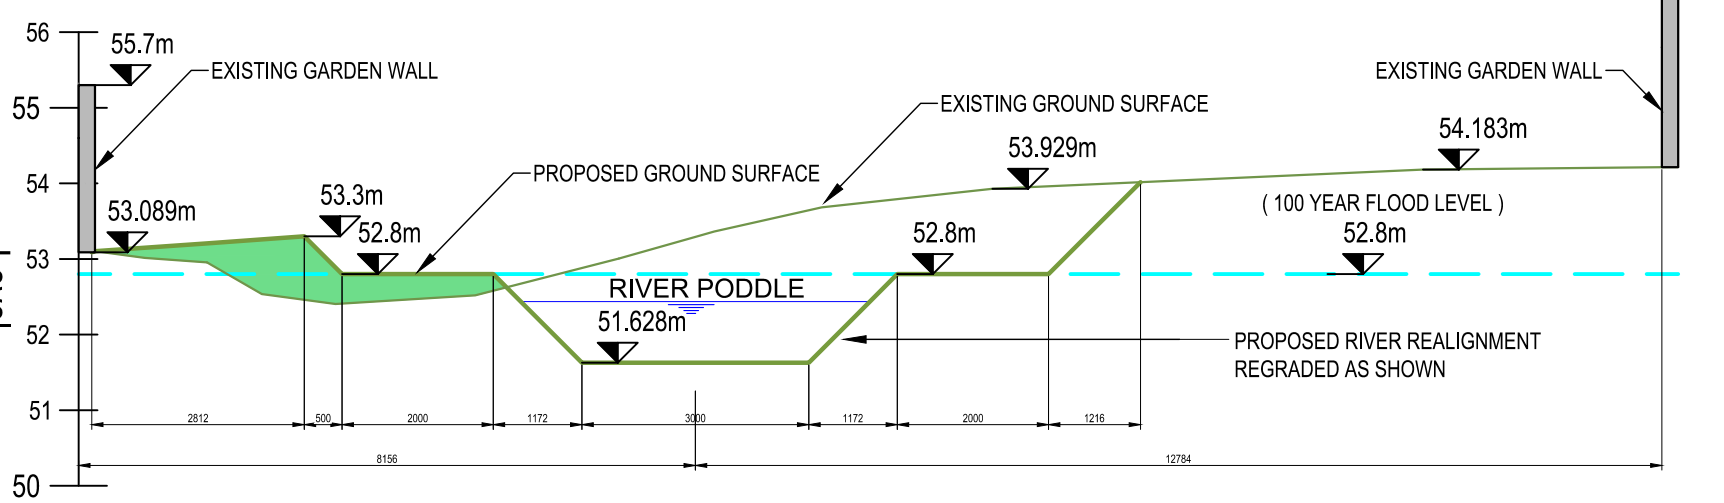 56
55.7m
EXISTING GARDEN WALL
EXISTING GARDEN WALL
55
EXISTING GROUND SURFACE
54.183m
53.929m
PROPOSED GROUND SURFACE
54
53.089m
53.3m
( 100 YEAR FLOOD LEVEL )
52.8m
52.8m
52.8m
53
RIVER PODDLE
52
51.628m
PROPOSED RIVER REALIGNMENT
REGRADED AS SHOWN
51
2812
500
2000
1172
3000
1172
2000
1216
8156
12784
50